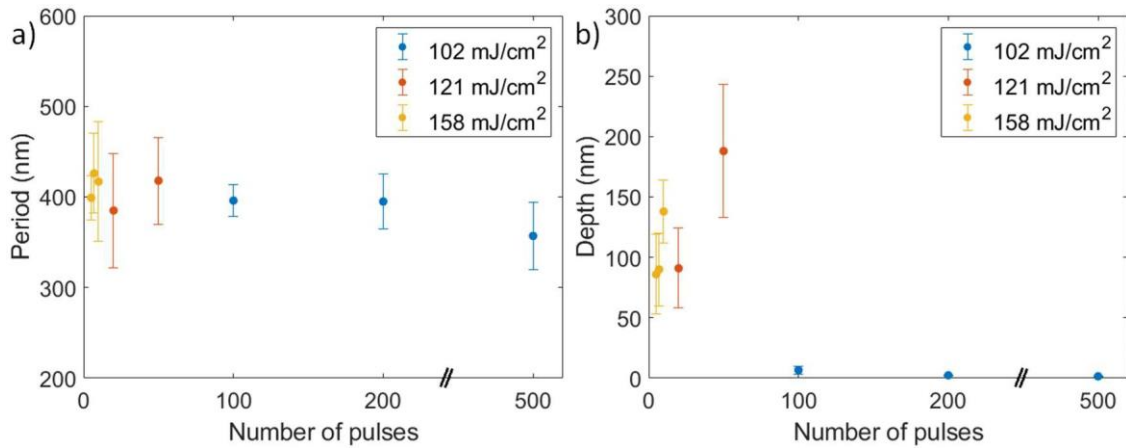 a)
600
500
400
300
200
Period (nm)
0
100
200
500
Number of pulses
102 mJ/cm²
121 mJ/cm²
158 mJ/cm²
b)
300
250
200
150
100
50
0
Depth (nm)
0
100
200
500
Number of pulses
102 mJ/cm²
121 mJ/cm²
158 mJ/cm²